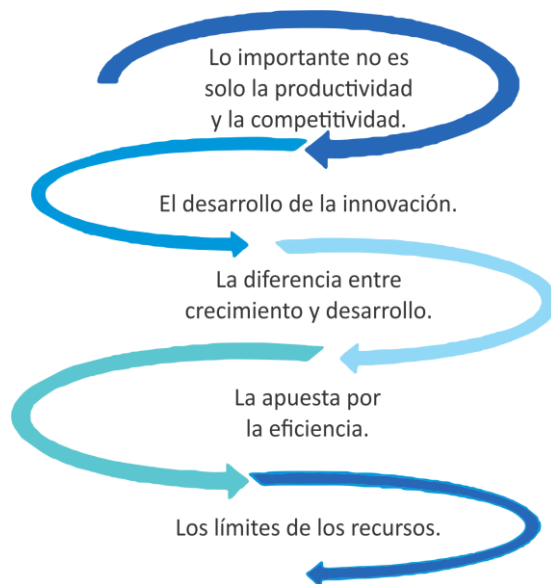 Lo importante no es
solo la productividad
y la competitividad.
El desarrollo de la innovación.
La diferencia entre
crecimiento y desarrollo.
La apuesta por
la eficiencia.
Los límites de los recursos.